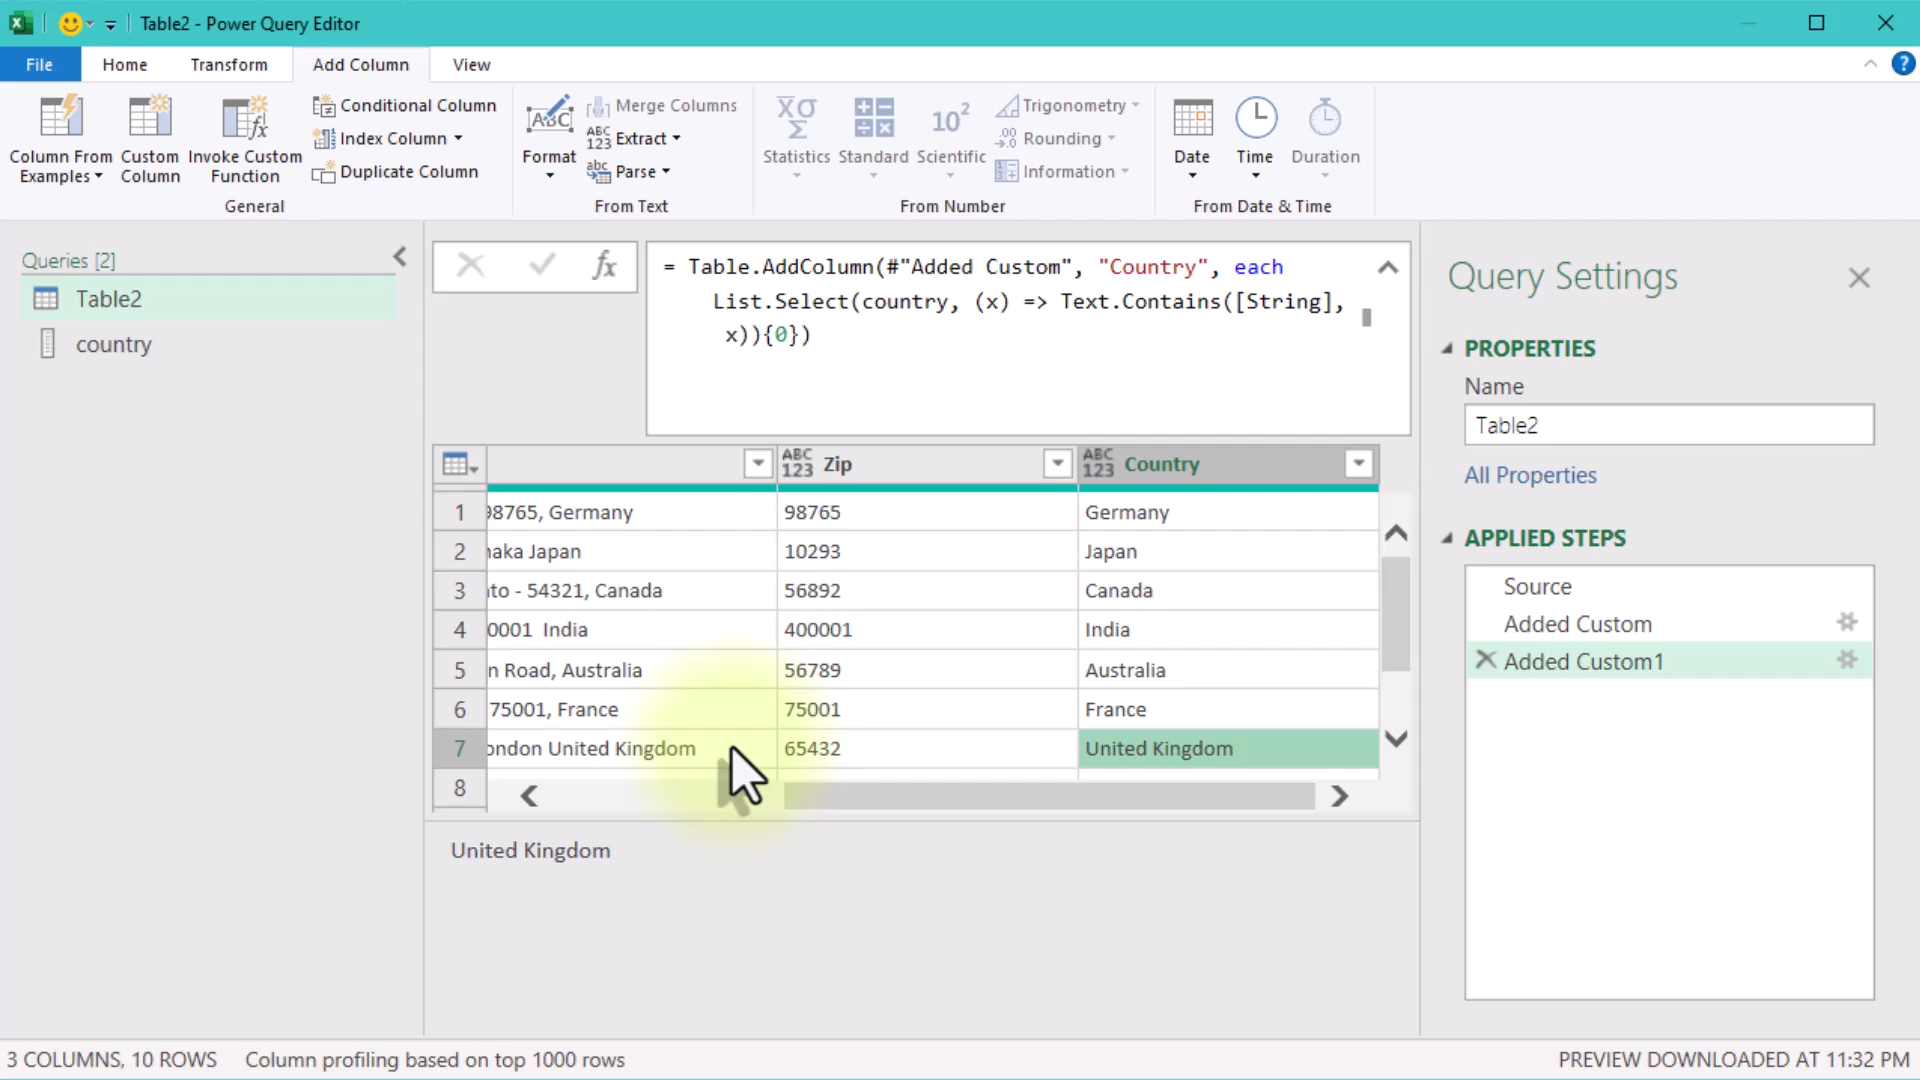 Table2 - Power Query Editor
File Home Transform Add Column View
Column From Examples
Custom Column
Invoke Custom Function
Conditional Column
Index Column
Duplicate Column
General
Format
Merge Columns
Extract
Parse
From Text
Statistics
Standard
Scientific
Trigonometry
Rounding
Information
From Number
Date
Time
Duration
From Date & Time
Queries [2]
Table2
country
= Table.AddColumn(#"Added Custom", "Country", each
List.Select(country, (x) => Text.Contains([String],
x)){0})
ABC 123 Zip ABC 123 Country
1 98765, Germany 98765 Germany
2 naka Japan 10293 Japan
3 to - 54321, Canada 56892 Canada
4 0001 India 400001 India
5 n Road, Australia 56789 Australia
6 75001, France 75001 France
7 ondon United Kingdom 65432 United Kingdom
8
United Kingdom
Query Settings
PROPERTIES
Name
Table2
All Properties
APPLIED STEPS
Source
Added Custom
Added Custom1
3 COLUMNS, 10 ROWS Column profiling based on top 1000 rows PREVIEW DOWNLOADED AT 11:32 PM